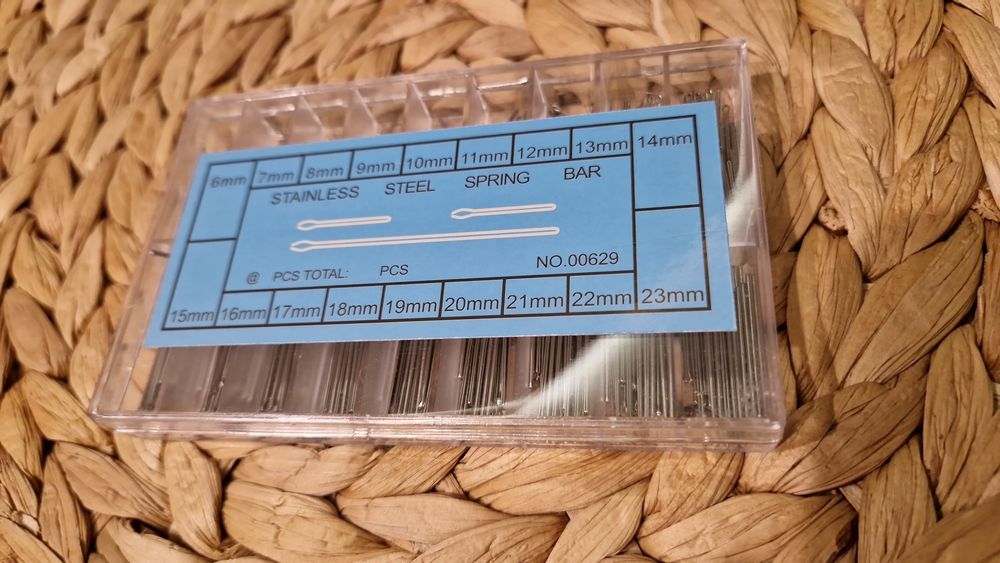 6mm 7mm 8mm 9mm 10mm 11mm 12mm 13mm 14mm
STAINLESS STEEL SPRING BAR
@ PCS TOTAL: PCS NO.00629
15mm 16mm 17mm 18mm 19mm 20mm 21mm 22mm 23mm